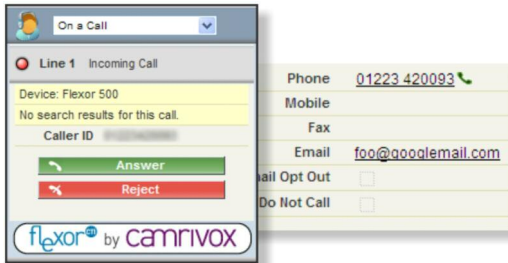 On a Call
Line 1 Incoming Call
Device: Flexor 500
No search results for this call.
Caller ID
Answer
Reject
flexor cti by camrivox
Phone 01223 420093
Mobile
Fax
Email foo@googlemail.com
ail Opt Out
Do Not Call